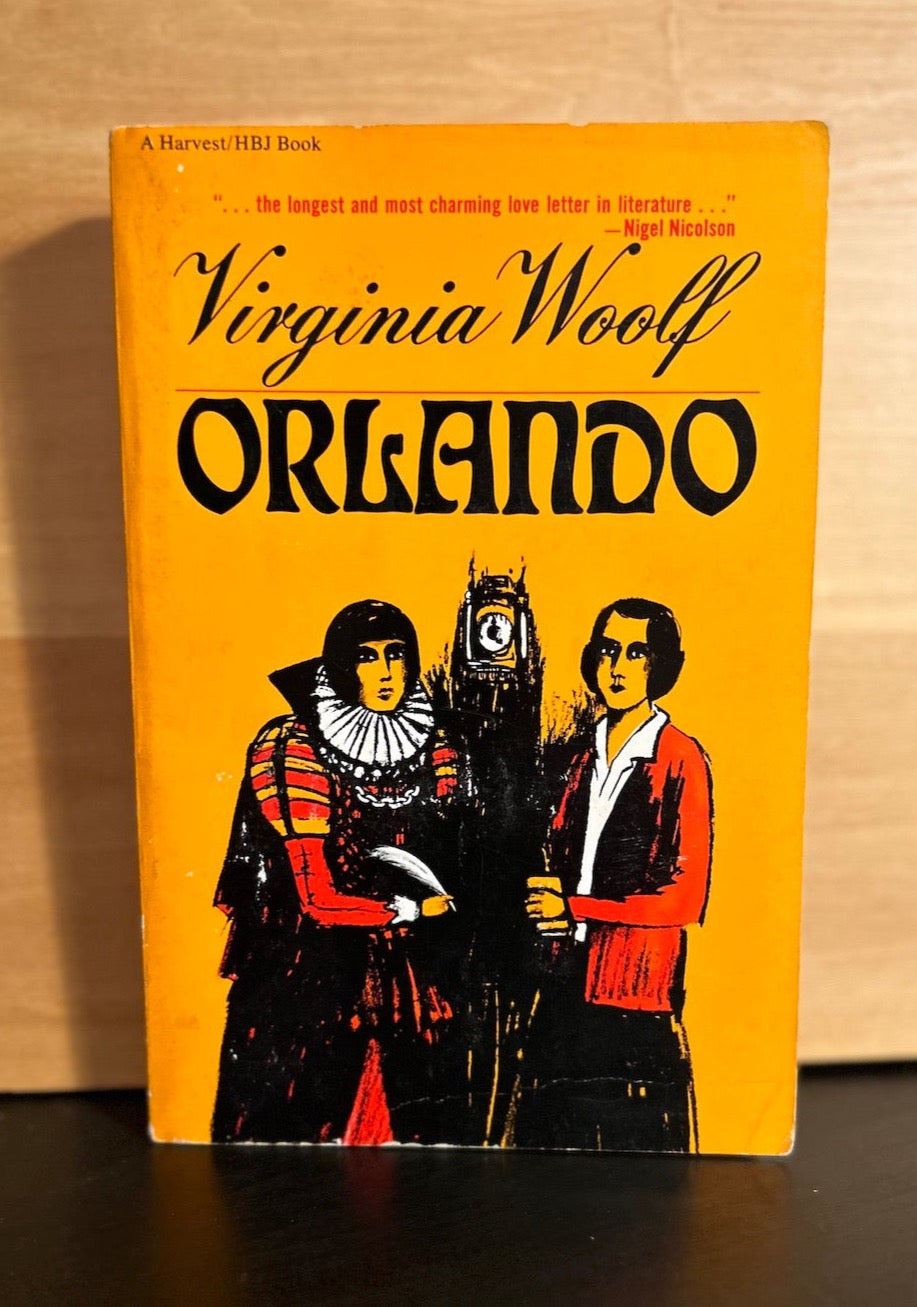 A Harvest/HBJ Book
“. . . the longest and most charming love letter in literature . . .”
—Nigel Nicolson
Virginia Woolf
ORLANDO